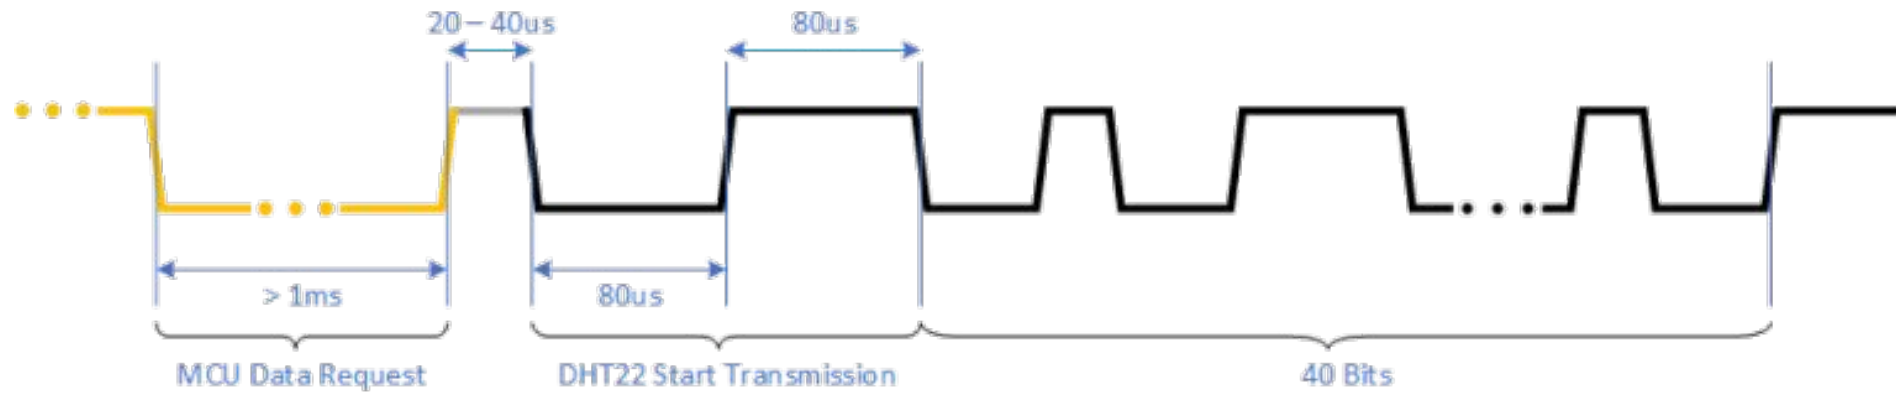 20 – 40us
80us
> 1ms
80us
MCU Data Request
DHT22 Start Transmission
40 Bits